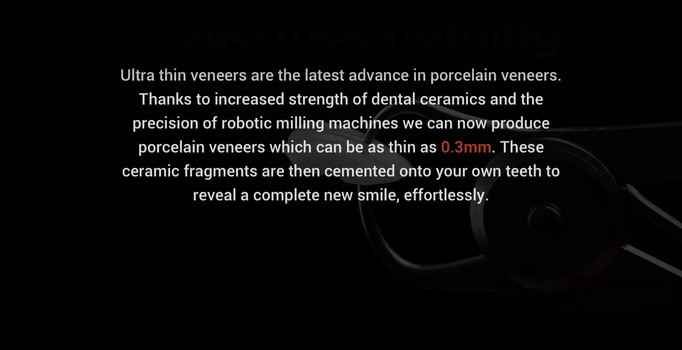 Ultra thin veneers are the latest advance in porcelain veneers.
Thanks to increased strength of dental ceramics and the
precision of robotic milling machines we can now produce
porcelain veneers which can be as thin as 0.3mm. These
ceramic fragments are then cemented onto your own teeth to
reveal a complete new smile, effortlessly.